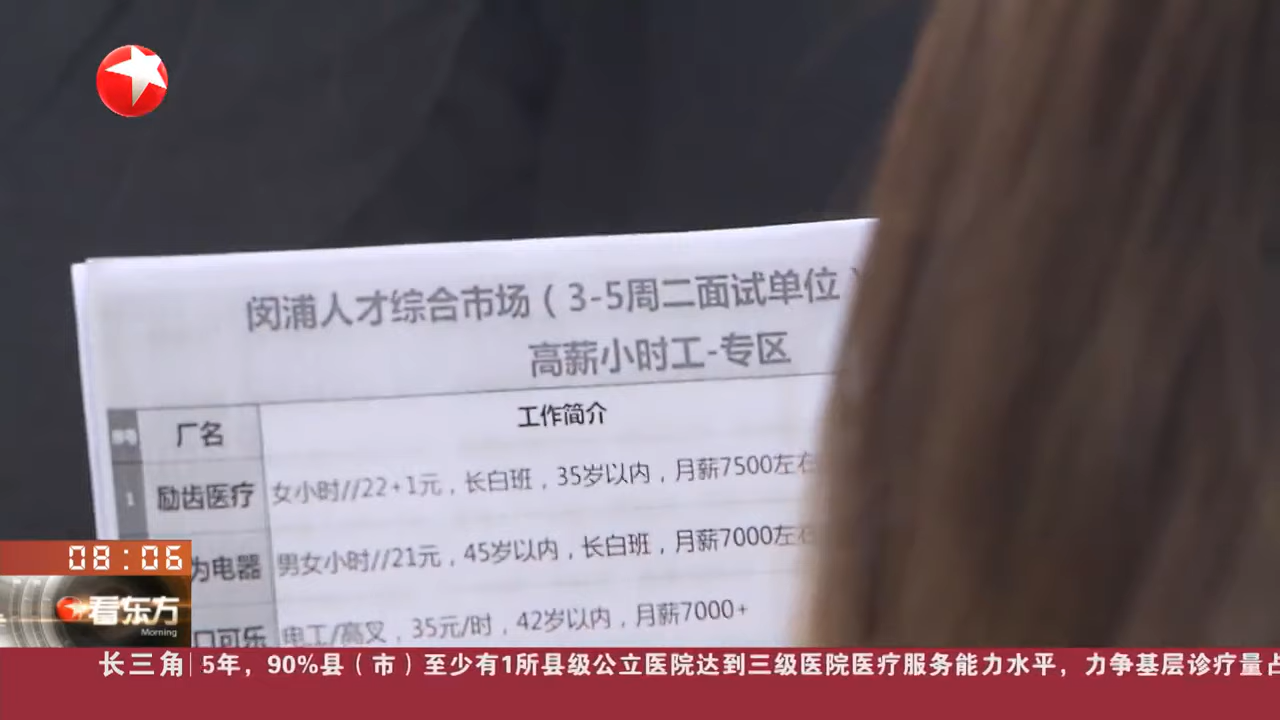 闵浦人才综合市场（3-5周二面试单位）
高薪小时工-专区
序号 厂名 工作简介
1 励齿医疗 女小时//22+1元，长白班，35岁以内，月薪7500左右
为电器 男女小时//21元，45岁以内，长白班，月薪7000左右
口可乐 电工/高叉，35元/时，42岁以内，月薪7000+
08:06
看东方
Morning
长三角 5年，90%县（市）至少有1所县级公立医院达到三级医院医疗服务能力水平，力争基层诊疗量占